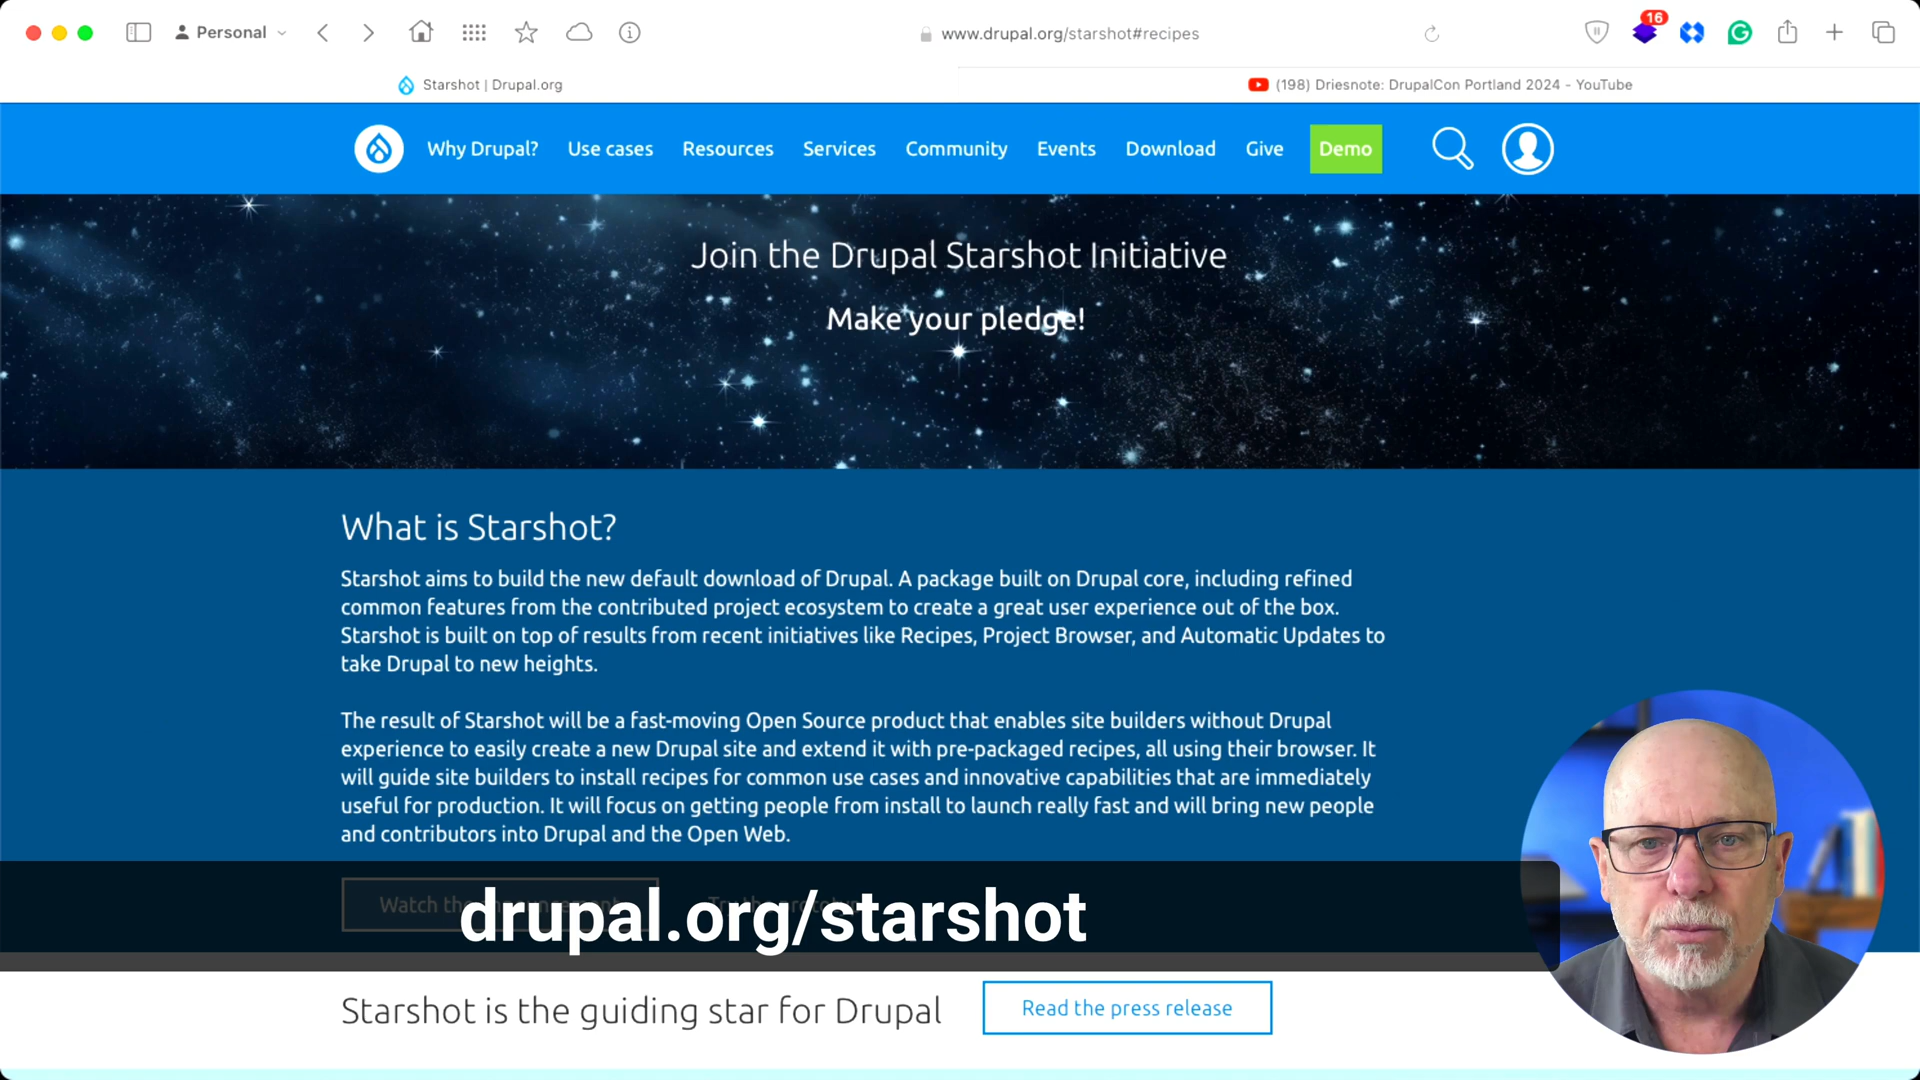 Personal
www.drupal.org/starshot#recipes
16
Starshot | Drupal.org
(198) Driesnote: DrupalCon Portland 2024 - YouTube
Why Drupal? Use cases Resources Services Community Events Download Give Demo
Join the Drupal Starshot Initiative
Make your pledge!
What is Starshot?
Starshot aims to build the new default download of Drupal. A package built on Drupal core, including refined
common features from the contributed project ecosystem to create a great user experience out of the box.
Starshot is built on top of results from recent initiatives like Recipes, Project Browser, and Automatic Updates to
take Drupal to new heights.
The result of Starshot will be a fast-moving Open Source product that enables site builders without Drupal
experience to easily create a new Drupal site and extend it with pre-packaged recipes, all using their browser. It
will guide site builders to install recipes for common use cases and innovative capabilities that are immediately
useful for production. It will focus on getting people from install to launch really fast and will bring new people
and contributors into Drupal and the Open Web.
Watch
drupal.org/starshot
Starshot is the guiding star for Drupal
Read the press release